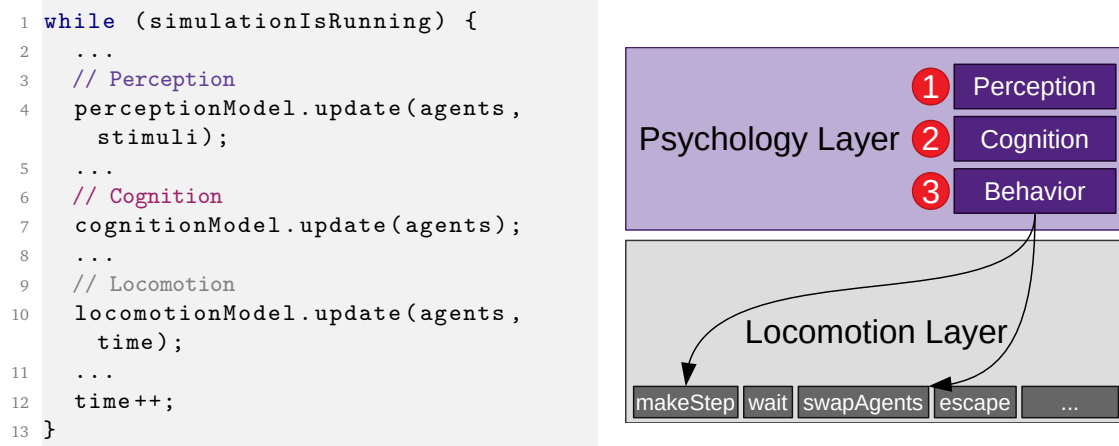 1 while (simulationIsRunning) {
2 ...
3 // Perception
4 perceptionModel.update(agents,
stimuli);
5 ...
6 // Cognition
7 cognitionModel.update(agents);
8 ...
9 // Locomotion
10 locomotionModel.update(agents,
time);
11 ...
12 time++;
13 }
Psychology Layer
1 Perception
2 Cognition
3 Behavior
Locomotion Layer
makeStep wait swapAgents escape ...